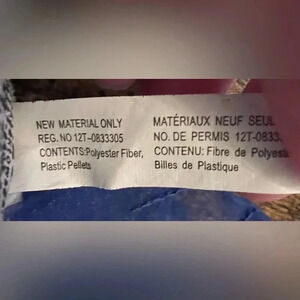 NEW MATERIAL ONLY
REG. NO 12T-0833305
CONTENTS:Polyester Fiber,
Plastic Pellets
MATÉRIAUX NEUF SEUL
NO. DE PERMIS 12T-0833
CONTENU: Fibre de Polyeste
Billes de Plastique